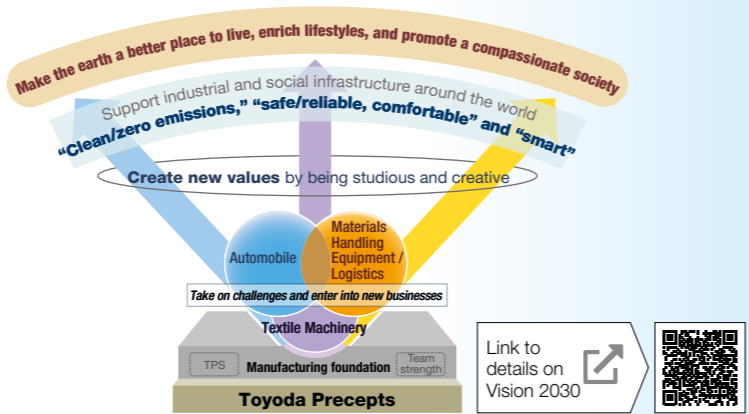 Make the earth a better place to live, enrich lifestyles, and promote a compassionate society
Support industrial and social infrastructure around the world
“Clean/zero emissions,” “safe/reliable, comfortable” and “smart”
Create new values by being studious and creative
Automobile
Materials
Handling
Equipment /
Logistics
Take on challenges and enter into new businesses
Textile Machinery
TPS
Manufacturing foundation
Team
strength
Toyoda Precepts
Link to
details on
Vision 2030